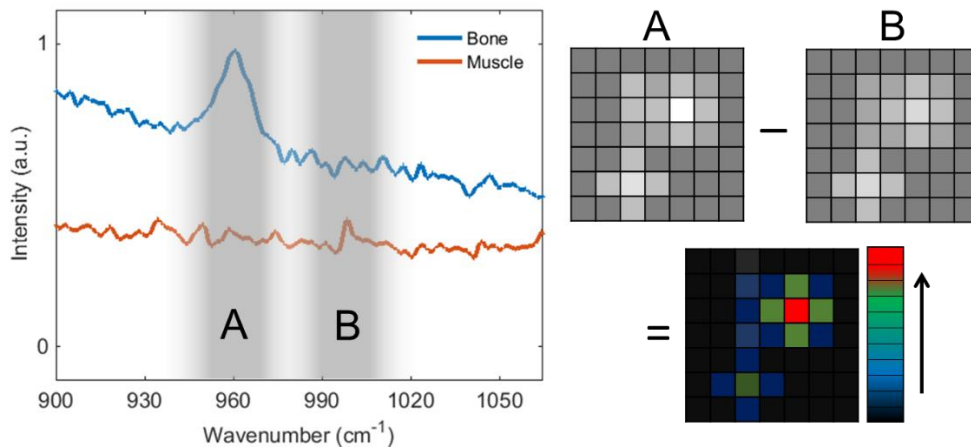 1
Bone
Muscle
Intensity (a.u.)
0
A
B
900
930
960
990
1020
1050
Wavenumber (cm-1)
A
B
−
=